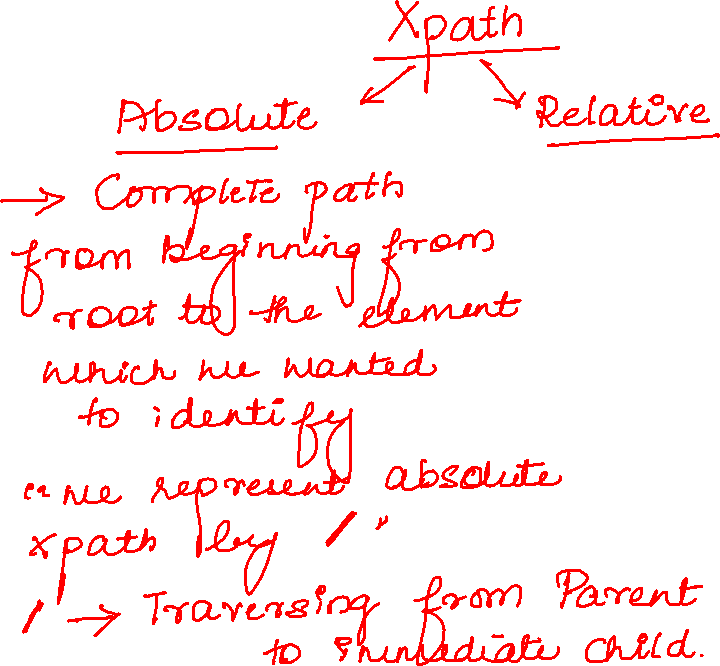 Xpath
Absolute
Relative
→ Complete path
from beginning from
root to the element
which we wanted
to identify
"we represent absolute
xpath by / "
/ → Traversing from Parent
to immediate child.